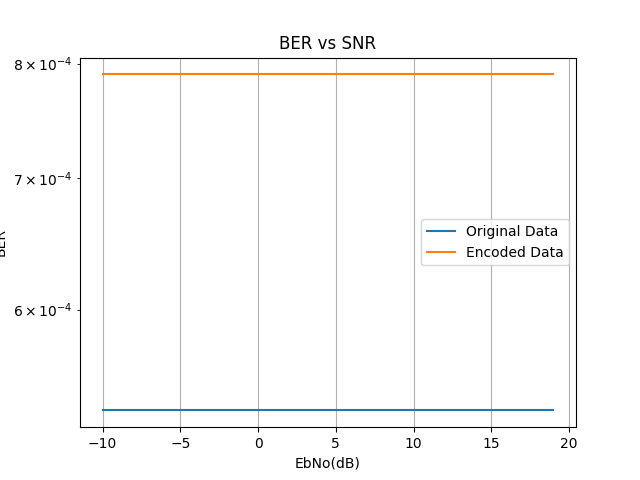 BER vs SNR
8 × 10⁻⁴
7 × 10⁻⁴
6 × 10⁻⁴
BER
Original Data
Encoded Data
−10 −5 0 5 10 15 20
EbNo(dB)